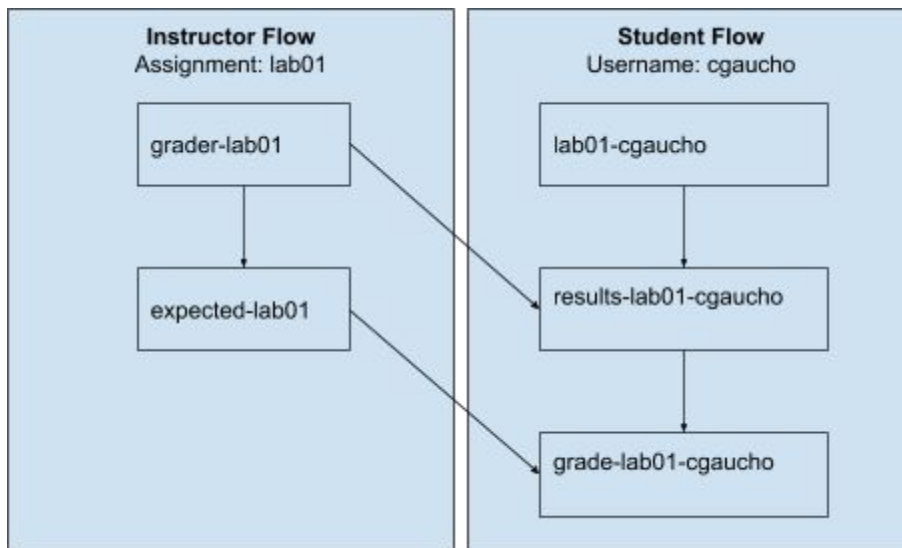 Instructor Flow
Assignment: lab01
grader-lab01
expected-lab01
Student Flow
Username: cgaucho
lab01-cgaucho
results-lab01-cgaucho
grade-lab01-cgaucho